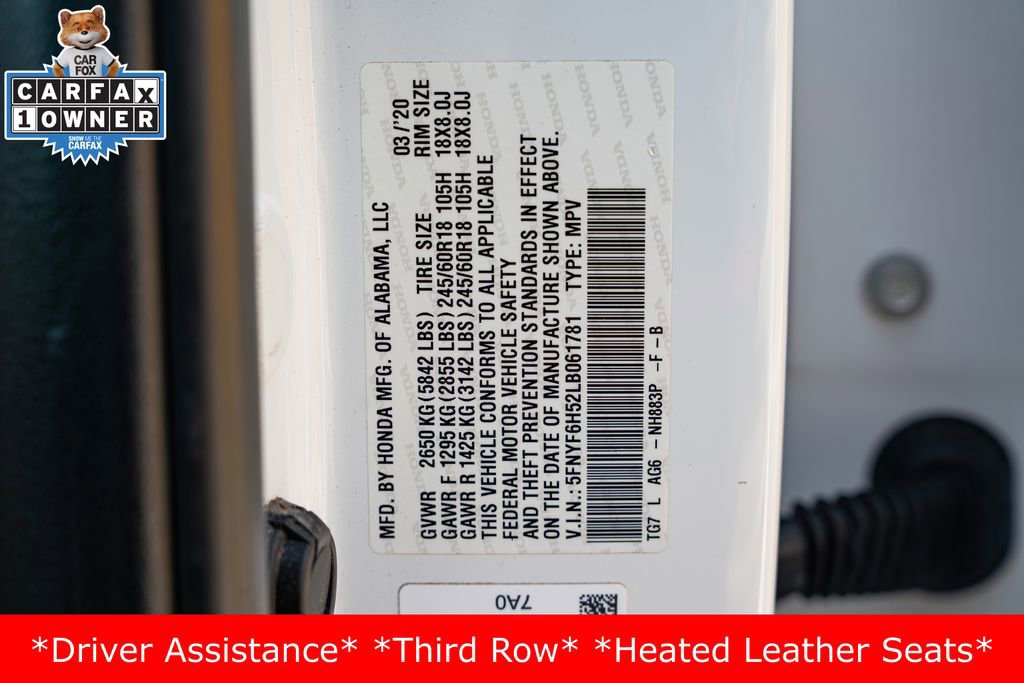 CAR
FOX
CARFAX
1 OWNER
SHOW ME THE
CARFAX
MFD. BY HONDA MFG. OF ALABAMA, LLC 03/'20
GVWR 2650 KG (5842 LBS) TIRE SIZE RIM SIZE
GAWR F 1295 KG (2855 LBS) 245/60R18 105H 18X8.0J
GAWR R 1425 KG (3142 LBS) 245/60R18 105H 18X8.0J
THIS VEHICLE CONFORMS TO ALL APPLICABLE
FEDERAL MOTOR VEHICLE SAFETY
AND THEFT PREVENTION STANDARDS IN EFFECT
ON THE DATE OF MANUFACTURE SHOWN ABOVE.
V.I.N.: 5FNYF6H52LB061781 TYPE: MPV
TG7 L AG6 -NH883P -F-B
7A0
*Driver Assistance* *Third Row* *Heated Leather Seats*